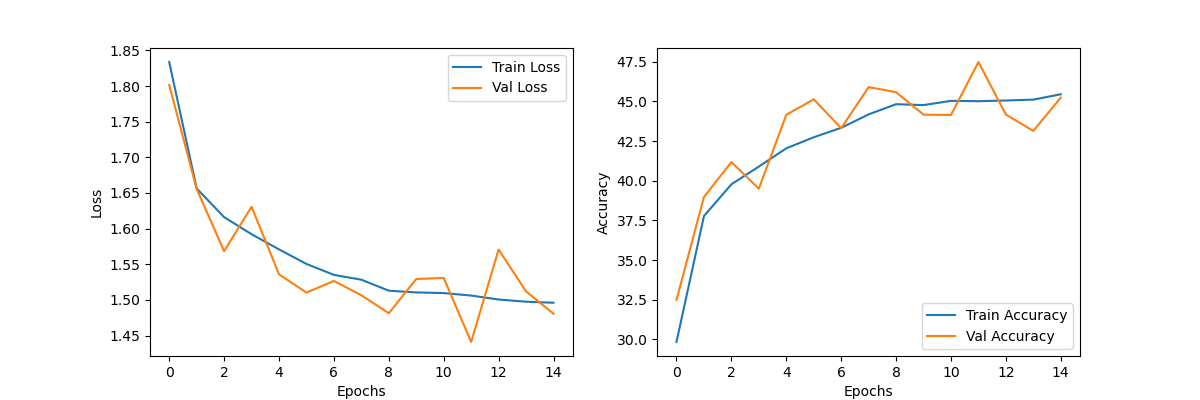 1.85
1.80
1.75
1.70
1.65
1.60
1.55
1.50
1.45
Loss
Train Loss
Val Loss
0 2 4 6 8 10 12 14
Epochs
47.5
45.0
42.5
40.0
37.5
35.0
32.5
30.0
Accuracy
Train Accuracy
Val Accuracy
0 2 4 6 8 10 12 14
Epochs